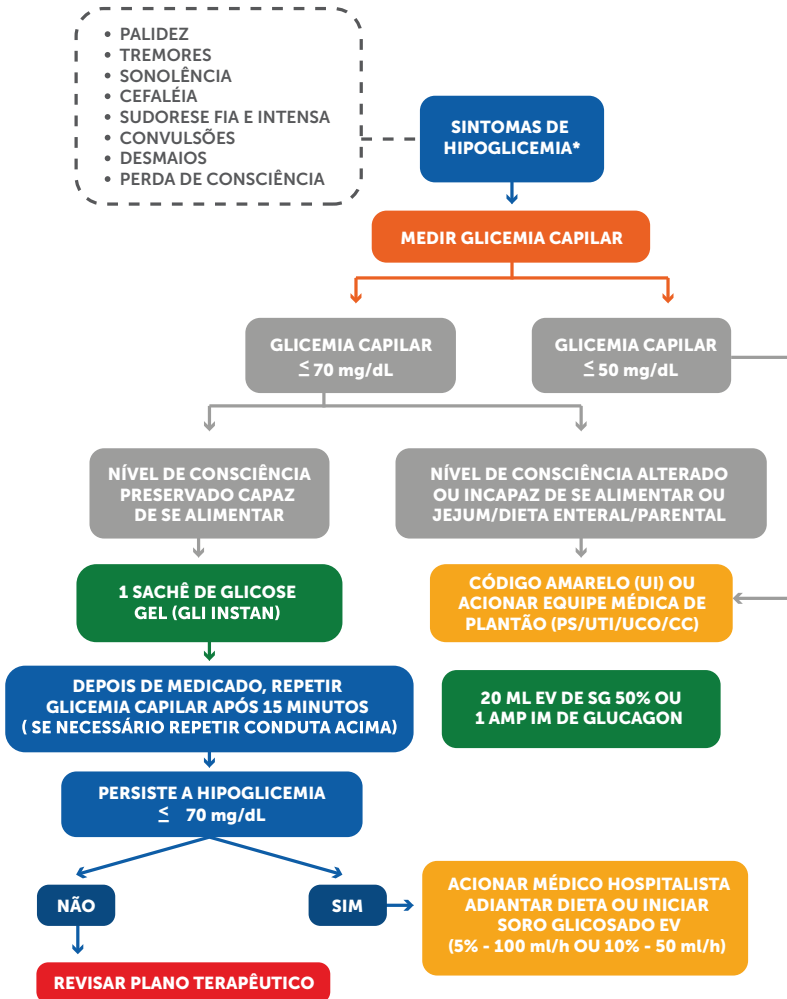 • PALIDEZ
• TREMORES
• SONOLÊNCIA
• CEFALÉIA
• SUDORESE FIA E INTENSA
• CONVULSÕES
• DESMAIOS
• PERDA DE CONSCIÊNCIA
SINTOMAS DE
HIPOGLICEMIA*
MEDIR GLICEMIA CAPILAR
GLICEMIA CAPILAR
≤ 70 mg/dL
GLICEMIA CAPILAR
≤ 50 mg/dL
NÍVEL DE CONSCIÊNCIA
PRESERVADO CAPAZ
DE SE ALIMENTAR
NÍVEL DE CONSCIÊNCIA ALTERADO
OU INCAPAZ DE SE ALIMENTAR OU
JEJUM/DIETA ENTERAL/PARENTAL
1 SACHÊ DE GLICOSE
GEL (GLI INSTAN)
CÓDIGO AMARELO (UI) OU
ACIONAR EQUIPE MÉDICA DE
PLANTÃO (PS/UTI/UCO/CC)
DEPOIS DE MEDICADO, REPETIR
GLICEMIA CAPILAR APÓS 15 MINUTOS
( SE NECESSÁRIO REPETIR CONDUTA ACIMA)
20 ML EV DE SG 50% OU
1 AMP IM DE GLUCAGON
PERSISTE A HIPOGLICEMIA
≤ 70 mg/dL
NÃO
SIM
ACIONAR MÉDICO HOSPITALISTA
ADIANTAR DIETA OU INICIAR
SORO GLICOSADO EV
(5% - 100 ml/h OU 10% - 50 ml/h)
REVISAR PLANO TERAPÊUTICO